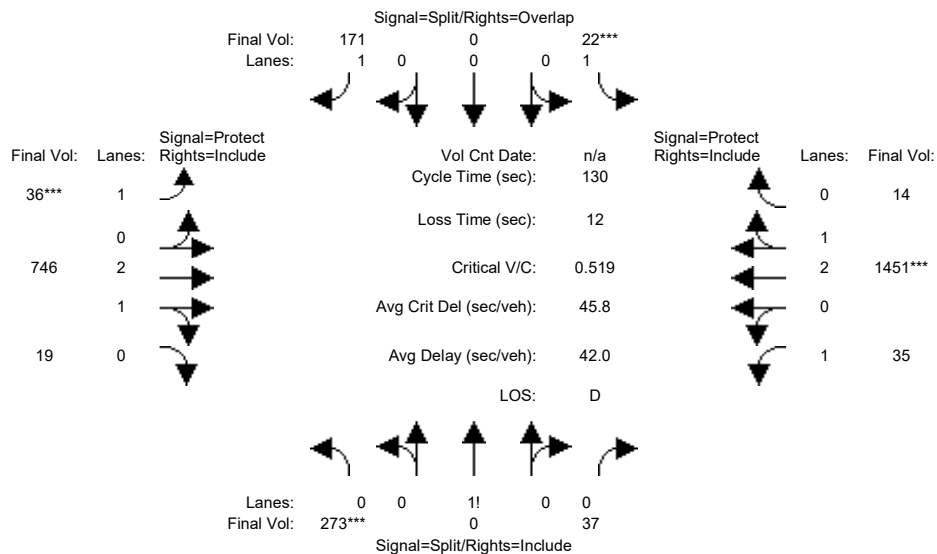 Signal=Split/Rights=Overlap
Final Vol: 171 0 22***
Lanes: 1 0 0 0 1
Signal=Protect
Final Vol: Lanes: Rights=Include
Vol Cnt Date: n/a
Signal=Protect
Rights=Include Lanes: Final Vol:
Cycle Time (sec): 130
36*** 1
0 14
Loss Time (sec): 12
0
1
746 2
Critical V/C: 0.519
2 1451***
1
Avg Crit Del (sec/veh): 45.8
0
19 0
Avg Delay (sec/veh): 42.0
1 35
LOS: D
Lanes: 0 0 1! 0 0
Final Vol: 273*** 0 37
Signal=Split/Rights=Include